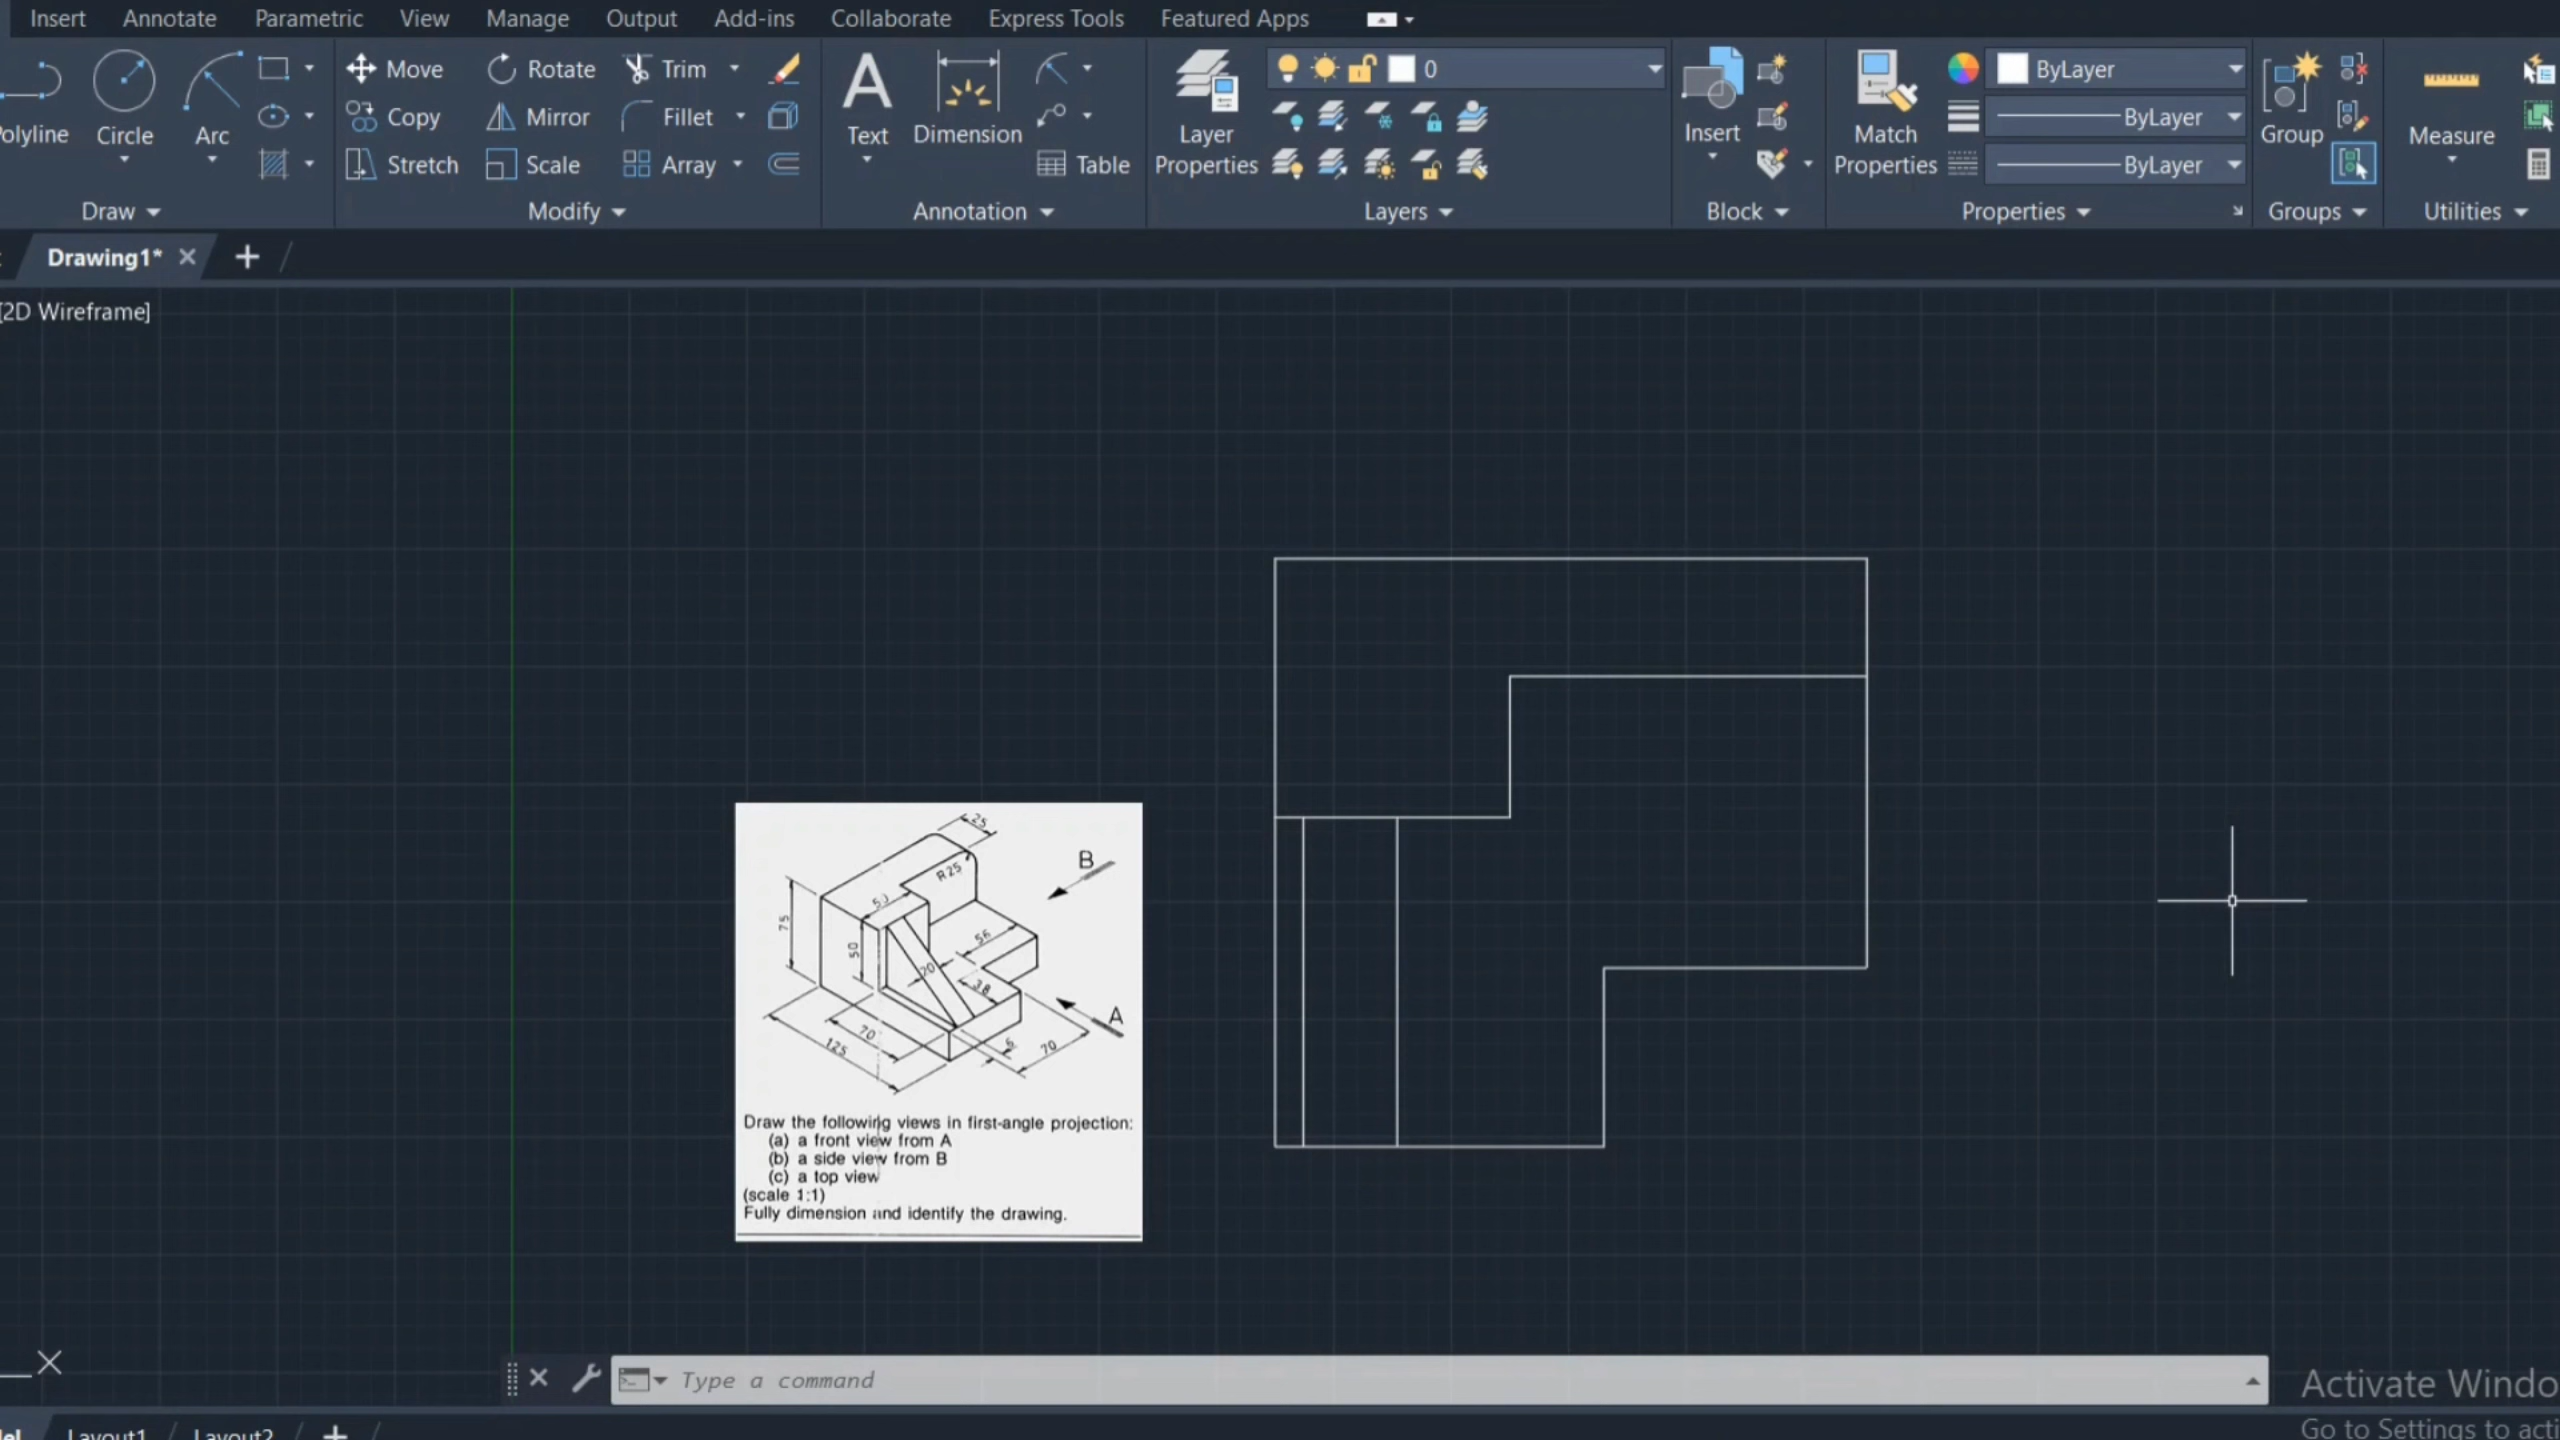 Insert Annotate Parametric View Manage Output Add-ins Collaborate Express Tools Featured Apps
Move Rotate Trim
Copy Mirror Fillet
Stretch Scale Array
Circle Arc
Text Dimension
Table
Layer
Properties
0
Insert
Match
Properties
ByLayer
ByLayer
ByLayer
Group
Measure
Draw Modify Annotation Layers Block Properties Groups Utilities
Drawing1*
[2D Wireframe]
25
B
R25
50
75
50
56
20
38
A
70
125
70
Draw the following views in first-angle projection:
(a) a front view from A
(b) a side view from B
(c) a top view
(scale 1:1)
Fully dimension and identify the drawing.
Type a command
Activate Windo
Go to Settings to acti
Layout1 Layout2